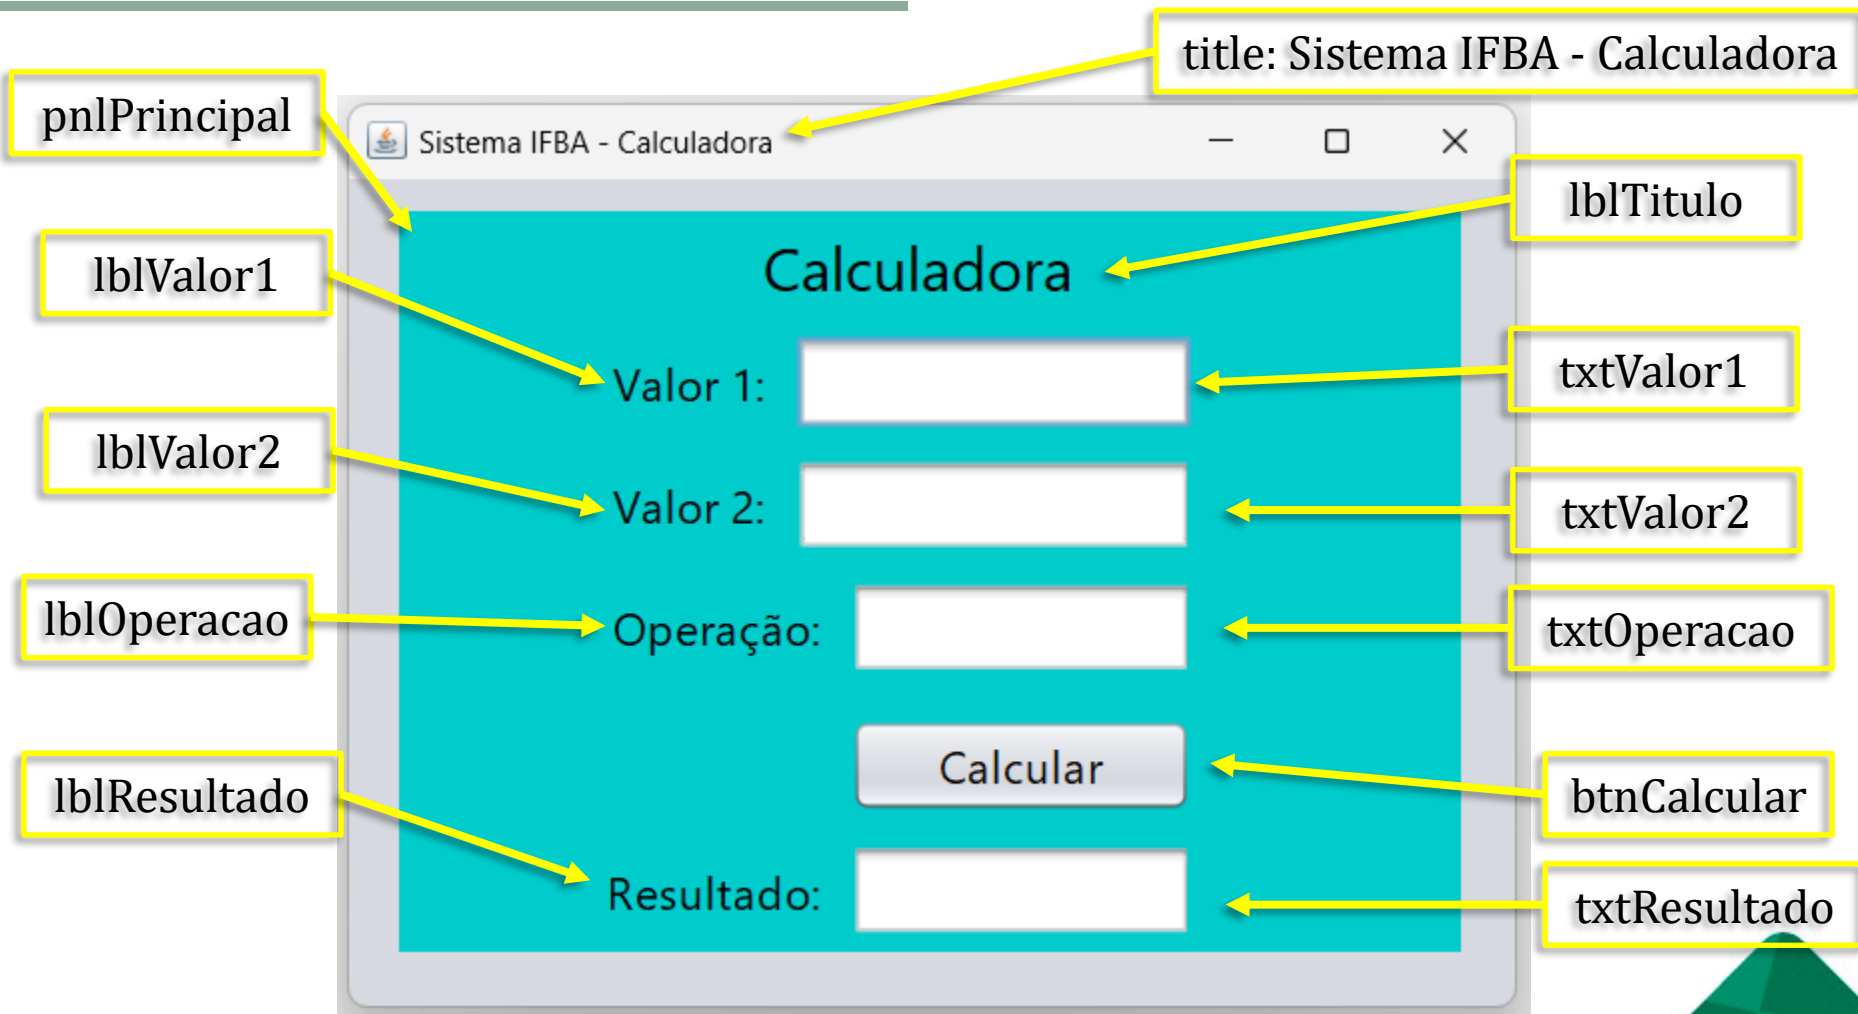 title: Sistema IFBA - Calculadora
pnlPrincipal
Sistema IFBA - Calculadora
lblTitulo
Calculadora
lblValor1
Valor 1:
txtValor1
lblValor2
Valor 2:
txtValor2
lblOperacao
Operação:
txtOperacao
Calcular
btnCalcular
lblResultado
Resultado:
txtResultado